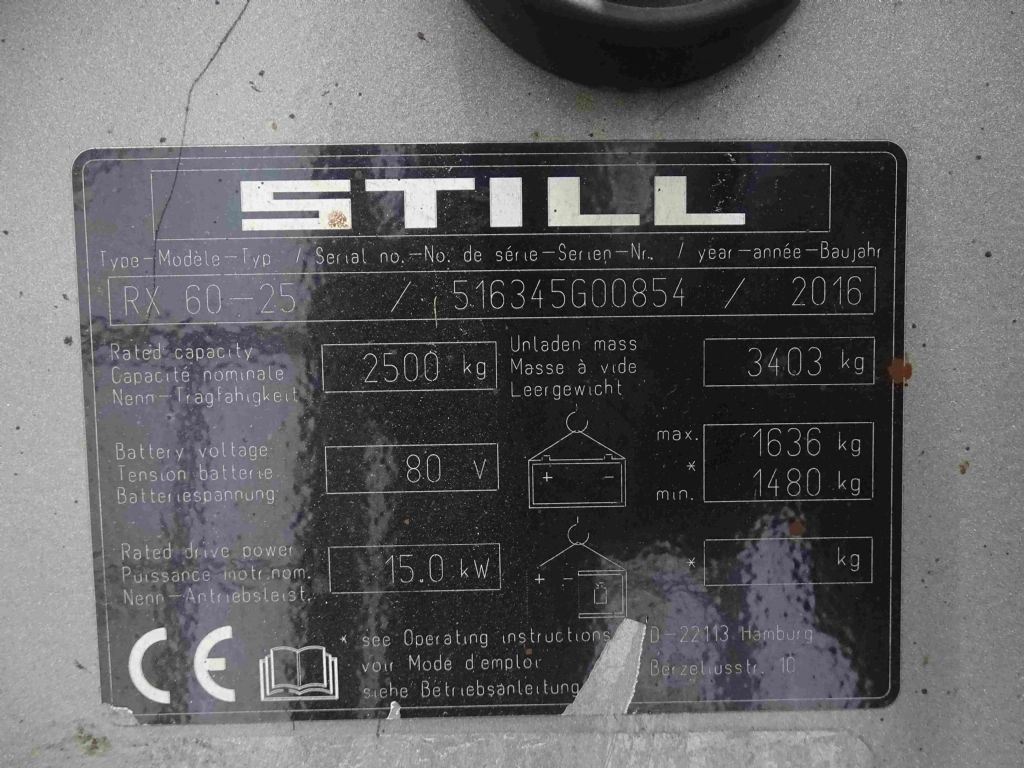 STILL
Type-Modèle-Typ / Serial no.-No. de série-Serien-Nr. / year-année-Baujahr
RX 60-25 / 516345G00854 / 2016
Rated capacity
Capacité nominale
Nenn-Tragfähigkeit
2500 kg
Unladen mass
Masse à vide
Leergewicht
3403 kg
Battery voltage
Tension batterie
Batteriespannung
80 V
+ -
max.
*
min.
1636 kg
1480 kg
Rated drive power
Puissance motr.nom.
Nenn-Antriebsleist.
15.0 kW
+ -
* kg
CE
* see Operating instructions
voir Mode d'emploi
siehe Betriebsanleitung
D-22113 Hamburg
Berzeliusstr. 10